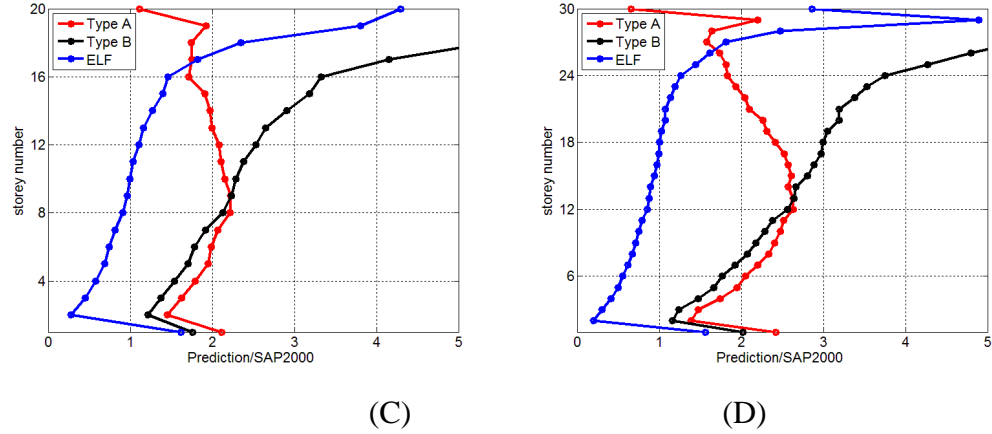 20
16
12
8
4
storey number
Type A
Type B
ELF
0
1
2
3
4
5
Prediction/SAP2000
(C)
30
24
18
12
6
storey number
Type A
Type B
ELF
0
1
2
3
4
5
Prediction/SAP2000
(D)